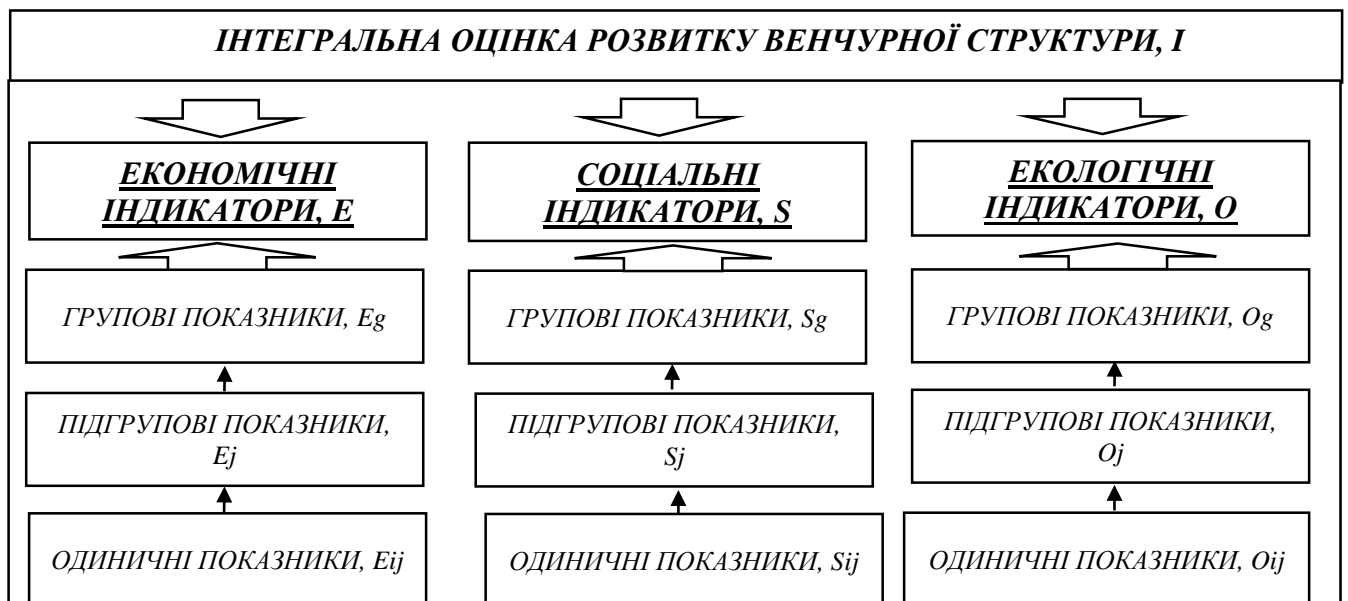 ІНТЕГРАЛЬНА ОЦІНКА РОЗВИТКУ ВЕНЧУРНОЇ СТРУКТУРИ, І
ЕКОНОМІЧНІ
ІНДИКАТОРИ, Е
СОЦІАЛЬНІ
ІНДИКАТОРИ, S
ЕКОЛОГІЧНІ
ІНДИКАТОРИ, О
ГРУПОВІ ПОКАЗНИКИ, Eg
ГРУПОВІ ПОКАЗНИКИ, Sg
ГРУПОВІ ПОКАЗНИКИ, Og
ПІДГРУПОВІ ПОКАЗНИКИ,
Ej
ПІДГРУПОВІ ПОКАЗНИКИ,
Sj
ПІДГРУПОВІ ПОКАЗНИКИ,
Oj
ОДИНИЧНІ ПОКАЗНИКИ, Eij
ОДИНИЧНІ ПОКАЗНИКИ, Sij
ОДИНИЧНІ ПОКАЗНИКИ, Oij